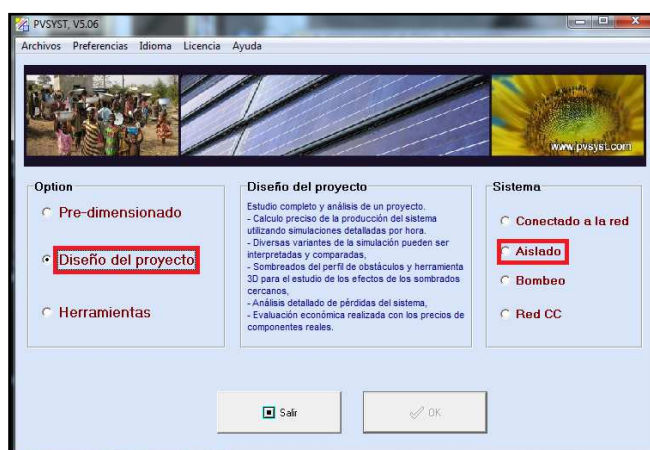 PVSYST, V5.06
Archivos Preferencias Idioma Licencia Ayuda
www.pvsyst.com
Option
Pre-dimensionado
Diseño del proyecto
Herramientas
Diseño del proyecto
Estudio completo y análisis de un proyecto.
- Calculo preciso de la producción del sistema
utilizando simulaciones detalladas por hora.
- Diversas variantes de la simulación pueden ser
interpretadas y comparadas,
- Sombreados del perfil de obstáculos y herramienta
3D para el estudio de los efectos de los sombrados
cercanos,
- Análisis detallado de pérdidas del sistema,
- Evaluación económica realizada con los precios de
componentes reales.
Sistema
Conectado a la red
Aislado
Bombeo
Red CC
Salir
OK